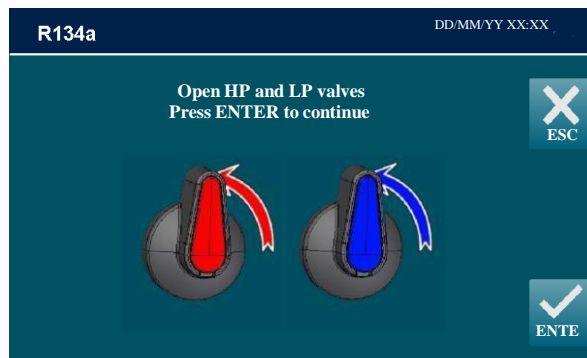 R134a
DD/MM/YY XX:XX
Open HP and LP valves
Press ENTER to continue
ESC
ENTE